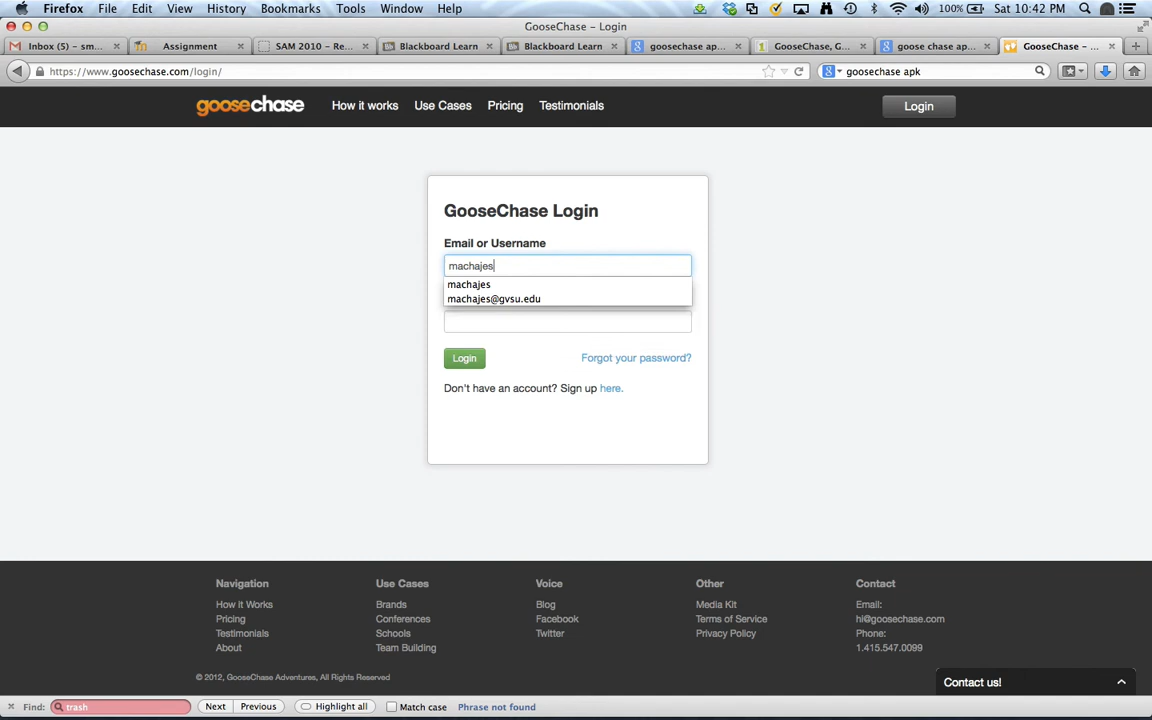 Firefox File Edit View History Bookmarks Tools Window Help 100% Sat 10:42 PM
GooseChase – Login
Inbox (5) – sm... Assignment SAM 2010 – Re... Blackboard Learn Blackboard Learn goosechase ap... GooseChase, G... goose chase ap... GooseChase – ...
https://www.goosechase.com/login/ goosechase apk
goosechase How it works Use Cases Pricing Testimonials Login
GooseChase Login
Email or Username
machajes
machajes
machajes@gvsu.edu
Login Forgot your password?
Don't have an account? Sign up here.
Navigation Use Cases Voice Other Contact
How it Works Brands Blog Media Kit Email:
Pricing Conferences Facebook Terms of Service hi@goosechase.com
Testimonials Schools Twitter Privacy Policy Phone:
About Team Building 1.415.547.0099
© 2012, GooseChase Adventures, All Rights Reserved
Contact us!
Find: trash Next Previous Highlight all Match case Phrase not found